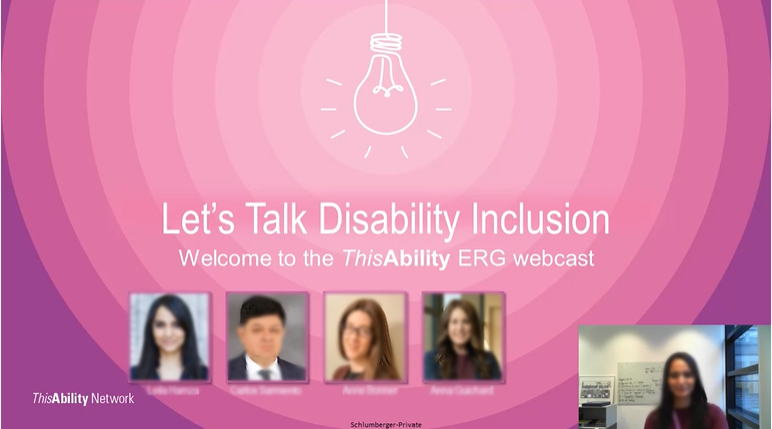 Let's Talk Disability Inclusion
Welcome to the ThisAbility ERG webcast
ThisAbility Network
Schlumberger-Private